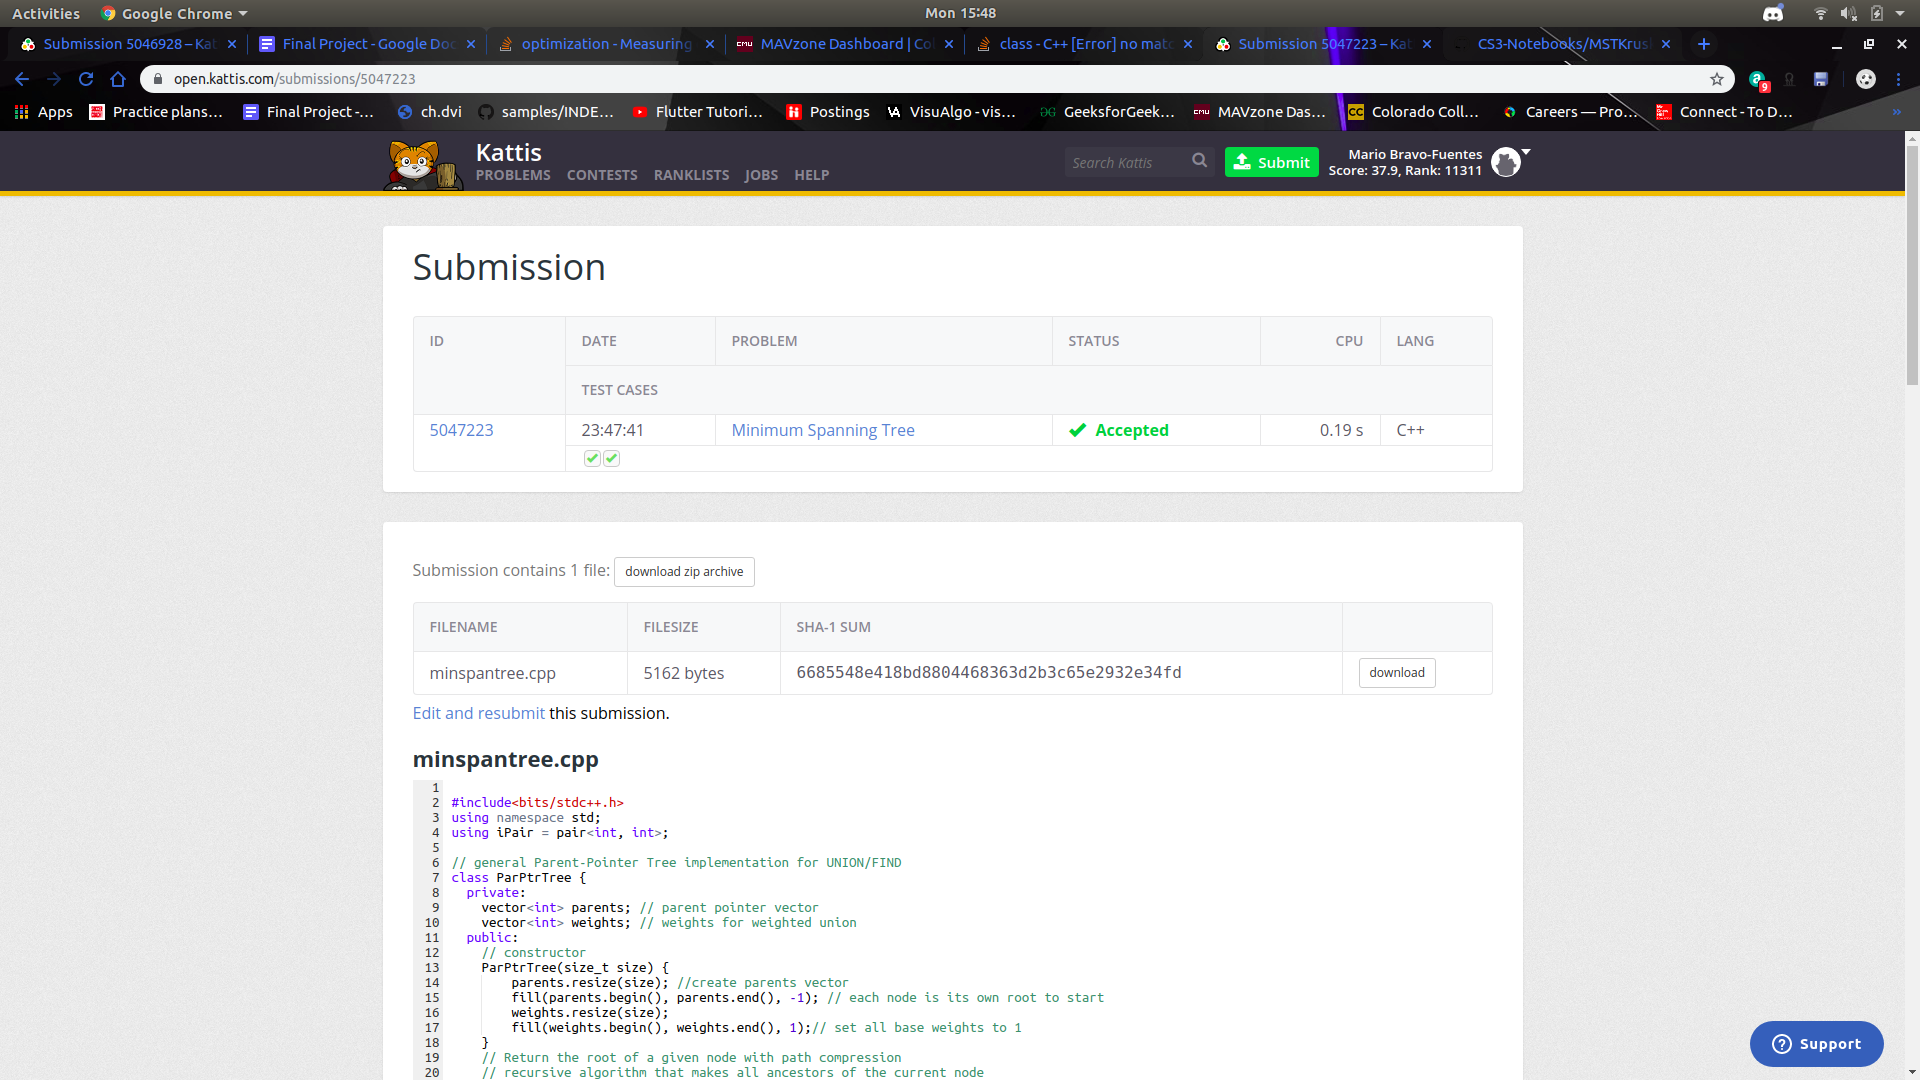 Activities Google Chrome Mon 15:48
Submission 5046928 – Kat Final Project - Google Doc optimization - Measuring MAVzone Dashboard | Col class - C++ [Error] no matc Submission 5047223 – Kat CS3-Notebooks/MSTKrus
open.kattis.com/submissions/5047223 9
Apps Practice plans... Final Project -... ch.dvi samples/INDE... Flutter Tutori... Postings VisuAlgo - vis... GeeksforGeek... CMU MAVzone Das... CC Colorado Coll... Careers — Pro... Connect - To D... »
Kattis
PROBLEMS CONTESTS RANKLISTS JOBS HELP
Search Kattis Submit
Mario Bravo-Fuentes
Score: 37.9, Rank: 11311
Submission
ID DATE PROBLEM STATUS CPU LANG
TEST CASES
5047223 23:47:41 Minimum Spanning Tree Accepted 0.19 s C++
Submission contains 1 file: download zip archive
FILENAME FILESIZE SHA-1 SUM
minspantree.cpp 5162 bytes 6685548e418bd8804468363d2b3c65e2932e34fd download
Edit and resubmit this submission.
minspantree.cpp
1
2 #include<bits/stdc++.h>
3 using namespace std;
4 using iPair = pair<int, int>;
5
6 // general Parent-Pointer Tree implementation for UNION/FIND
7 class ParPtrTree {
8 private:
9 vector<int> parents; // parent pointer vector
10 vector<int> weights; // weights for weighted union
11 public:
12 // constructor
13 ParPtrTree(size_t size) {
14 parents.resize(size); //create parents vector
15 fill(parents.begin(), parents.end(), -1); // each node is its own root to start
16 weights.resize(size);
17 fill(weights.begin(), weights.end(), 1);// set all base weights to 1
18 }
19 // Return the root of a given node with path compression
20 // recursive algorithm that makes all ancestors of the current node
Support